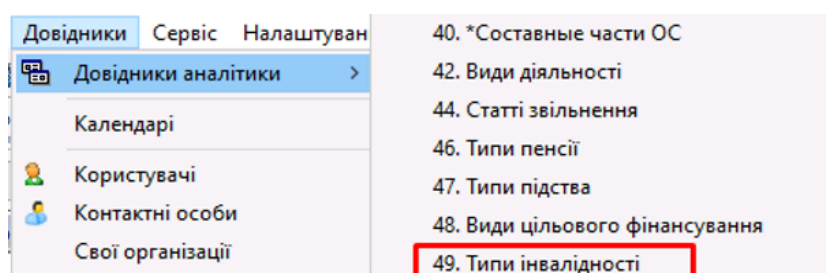 Довідники Сервіс Налаштуван
Довідники аналітики >
Календарі
Користувачі
Контактні особи
Свої організації
40. *Составные части ОС
42. Види діяльності
44. Статті звільнення
46. Типи пенсії
47. Типи підства
48. Види цільового фінансування
49. Типи інвалідності